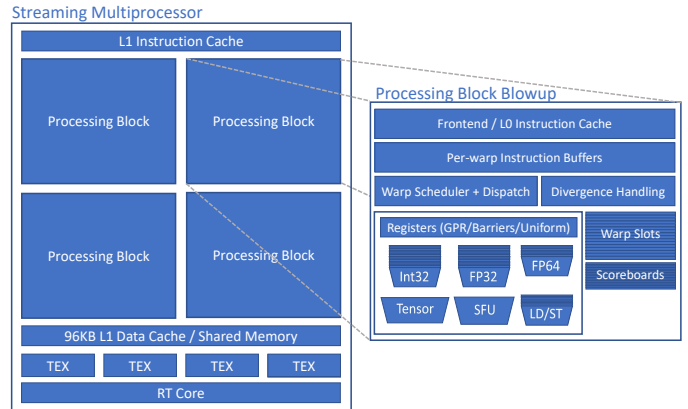 Streaming Multiprocessor
L1 Instruction Cache
Processing Block
Processing Block
Processing Block
Processing Block
96KB L1 Data Cache / Shared Memory
TEX
TEX
TEX
TEX
RT Core
Processing Block Blowup
Frontend / L0 Instruction Cache
Per-warp Instruction Buffers
Warp Scheduler + Dispatch
Divergence Handling
Registers (GPR/Barriers/Uniform)
Warp Slots
Int32
FP32
FP64
Scoreboards
Tensor
SFU
LD/ST